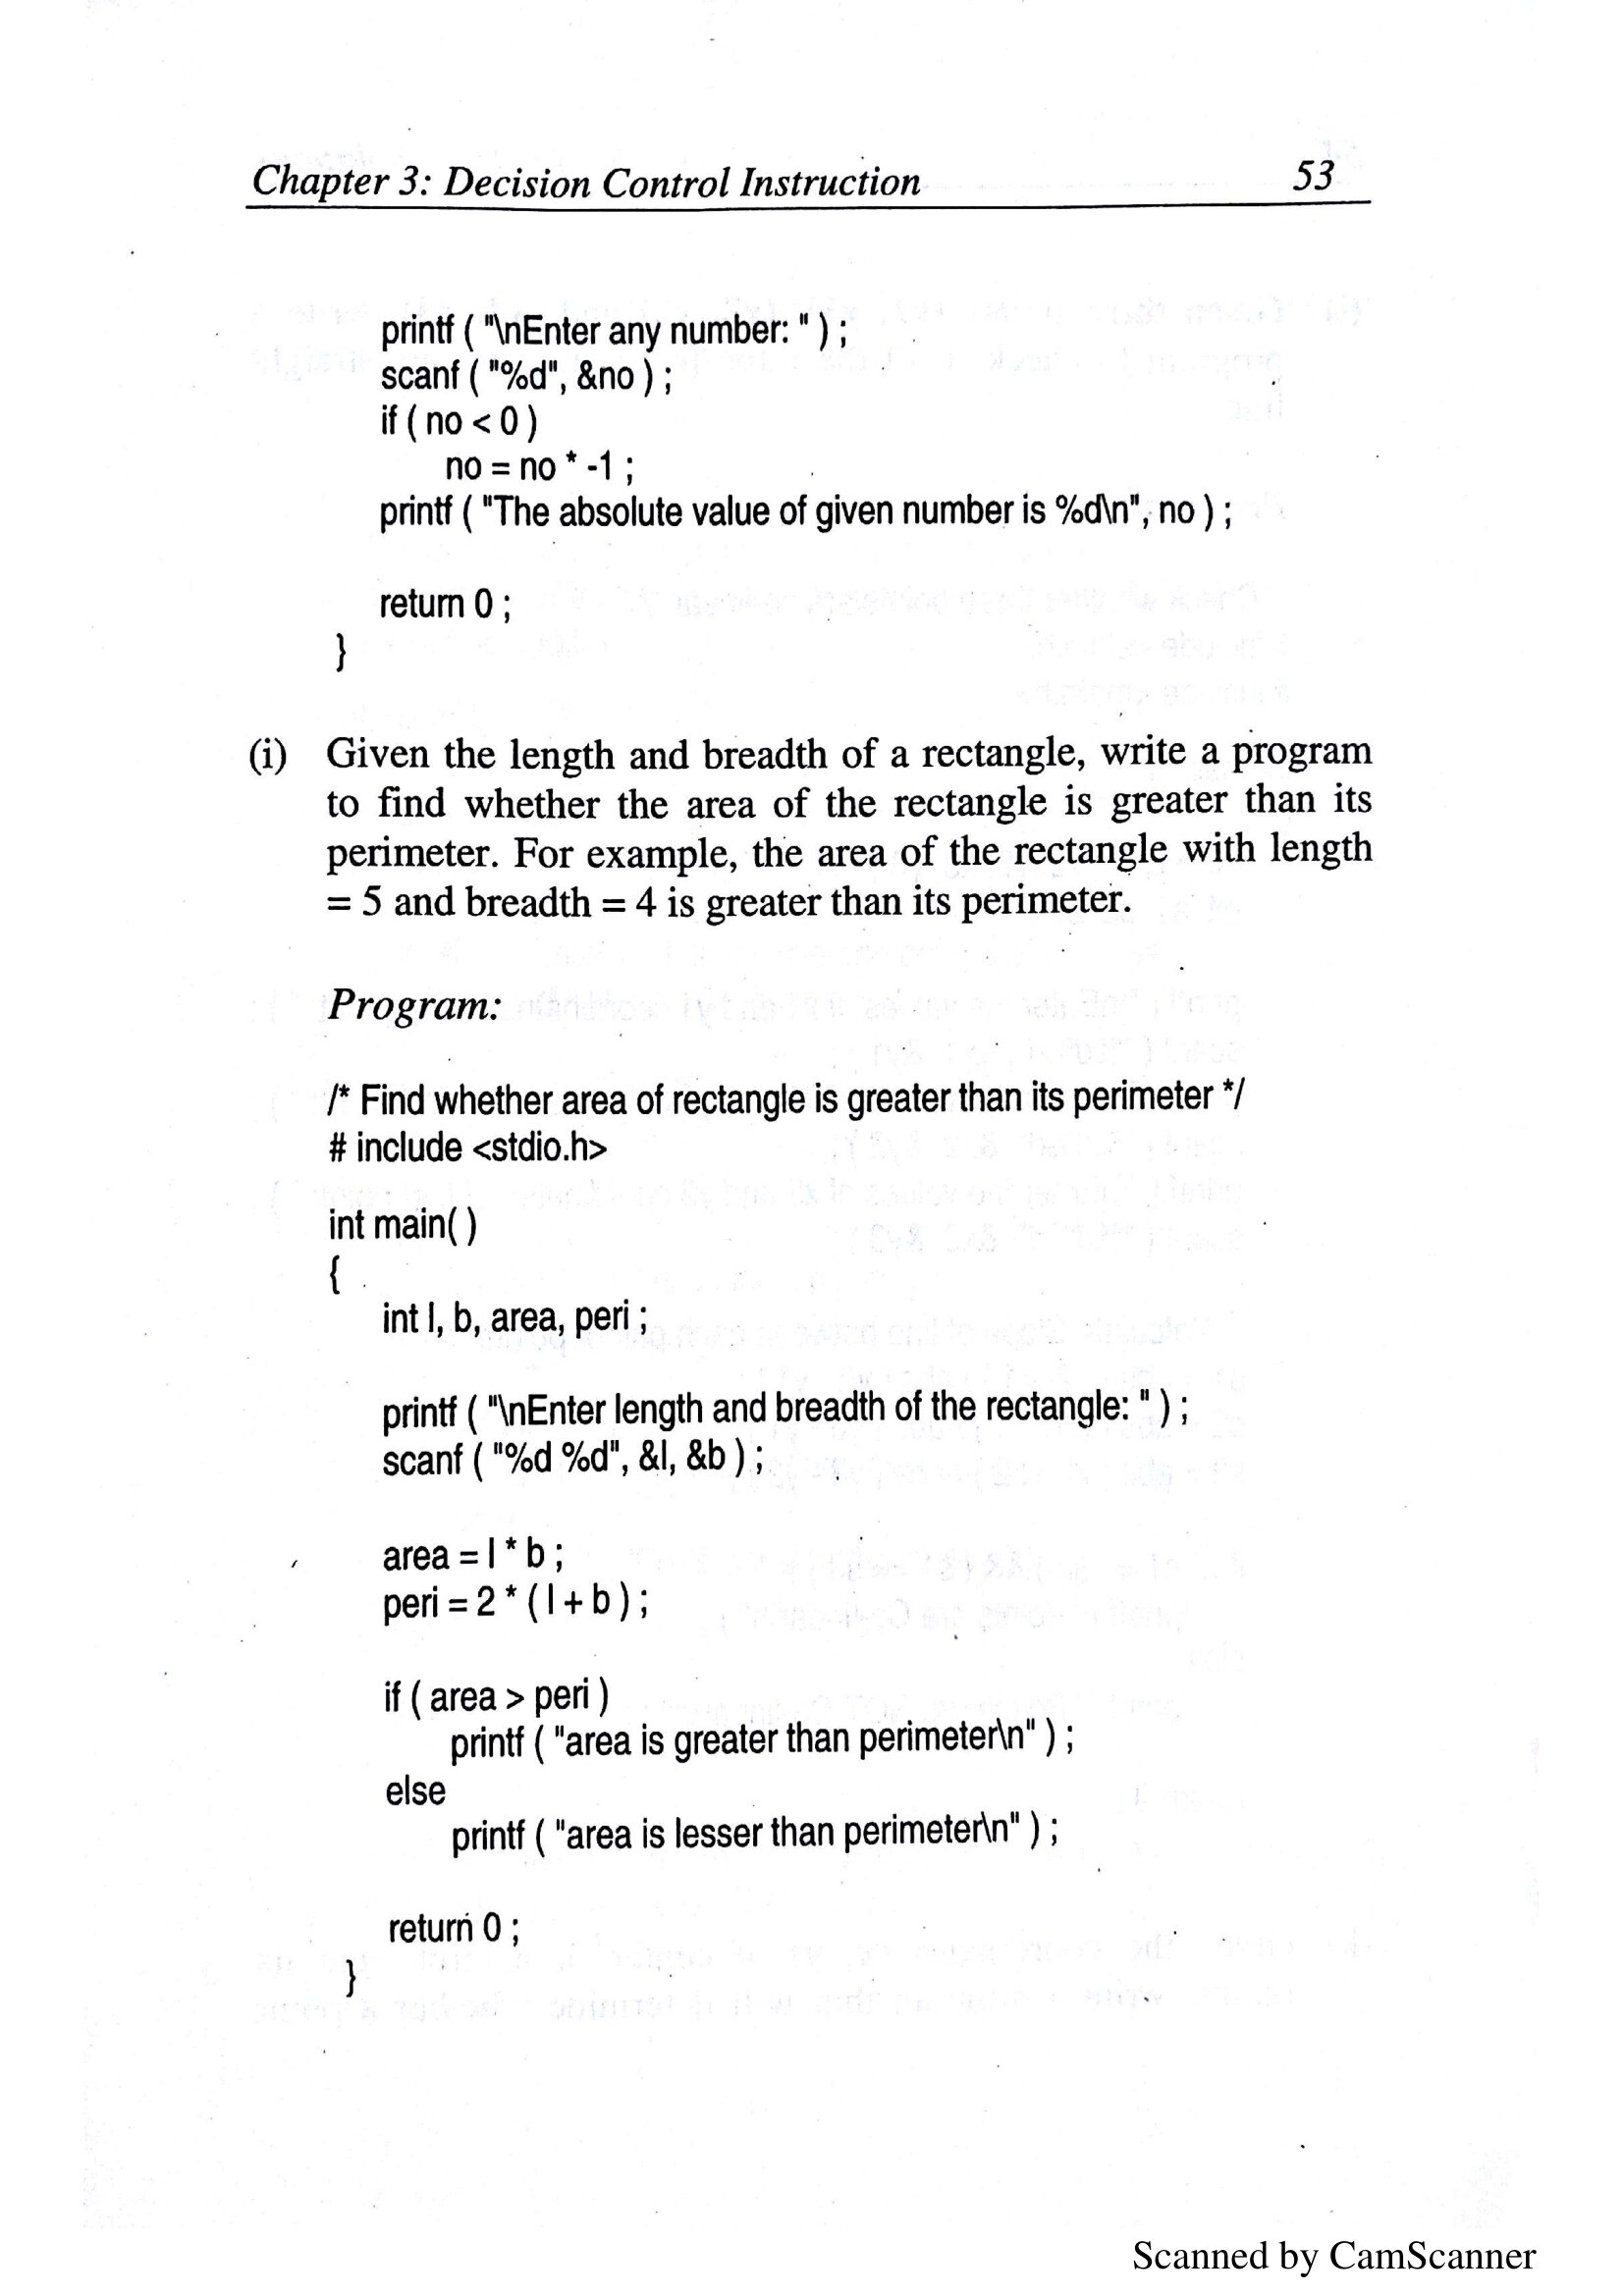 Chapter 3: Decision Control Instruction 53
printf ( "\nEnter any number: " ) ;
scanf ( "%d", &no ) ;
if ( no < 0 )
no = no * -1 ;
printf ( "The absolute value of given number is %d\n", no ) ;
return 0 ;
}
(i) Given the length and breadth of a rectangle, write a program
to find whether the area of the rectangle is greater than its
perimeter. For example, the area of the rectangle with length
= 5 and breadth = 4 is greater than its perimeter.
Program:
/* Find whether area of rectangle is greater than its perimeter */
# include <stdio.h>
int main( )
{
int l, b, area, peri ;
printf ( "\nEnter length and breadth of the rectangle: " ) ;
scanf ( "%d %d", &l, &b ) ;
area = l * b ;
peri = 2 * ( l + b ) ;
if ( area > peri )
printf ( "area is greater than perimeter\n" ) ;
else
printf ( "area is lesser than perimeter\n" ) ;
return 0 ;
}
Scanned by CamScanner